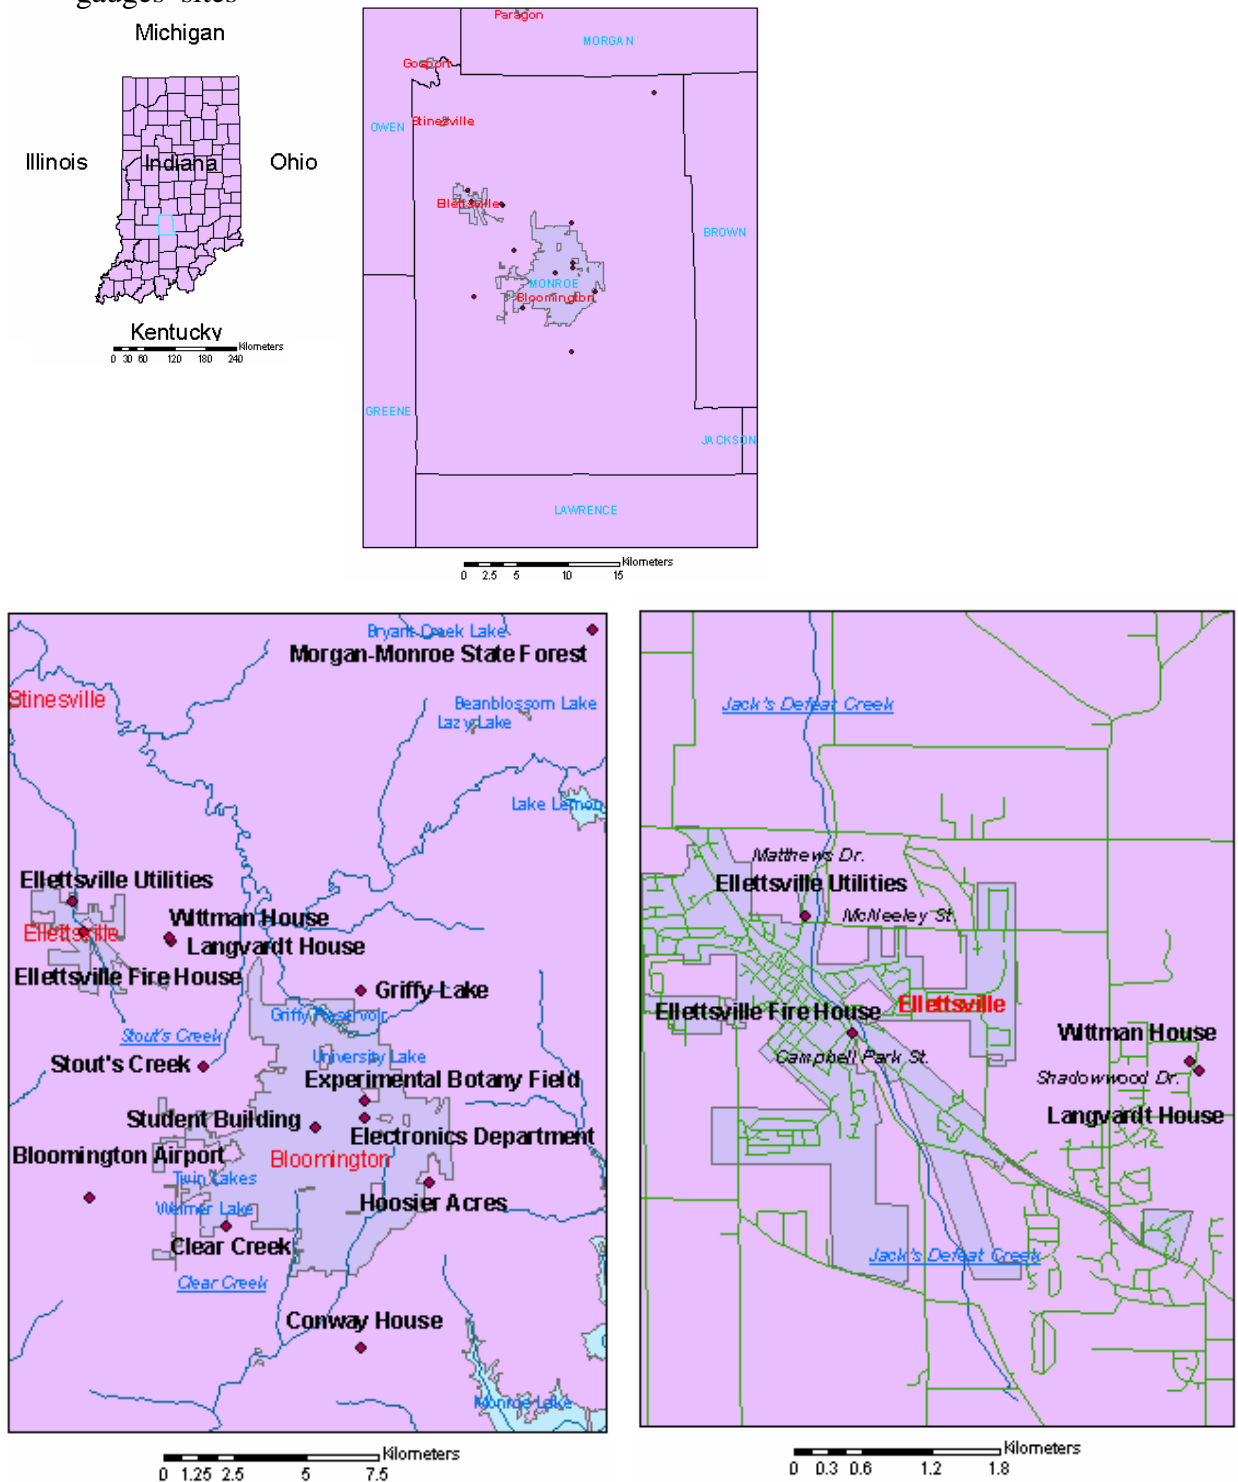 gauges' sites
Michigan
Illinois
Indiana
Ohio
Kentucky
Kilometers
0 30 60 120 180 240
Paragon
MORGAN
Gosport
OWEN
Stinesville
Ellettsville
BROWN
MONROE
Bloomington
GREENE
JACKSON
LAWRENCE
Kilometers
0 2.5 5 10 15
Bryant Creek Lake
Morgan-Monroe State Forest
Stinesville
Beanblossom Lake
Lazy Lake
Lake Lemon
Ellettsville Utilities
Wittman House
Ellettsville
Langvardt House
Ellettsville Fire House
Griffy Lake
Griffy Reservoir
Stout's Creek
University Lake
Stout's Creek
Experimental Botany Field
Student Building
Electronics Department
Bloomington Airport
Bloomington
Twin Lakes
Hoosier Acres
Weimer Lake
Clear Creek
Clear Creek
Conway House
Monroe Lake
Kilometers
0 1.25 2.5 5 7.5
Jack's Defeat Creek
Matthews Dr.
Ellettsville Utilities
McNeeley St.
Ellettsville
Ellettsville Fire House
Wittman House
Campbell Park St.
Shadowwood Dr.
Langvardt House
Jack's Defeat Creek
Kilometers
0 0.3 0.6 1.2 1.8